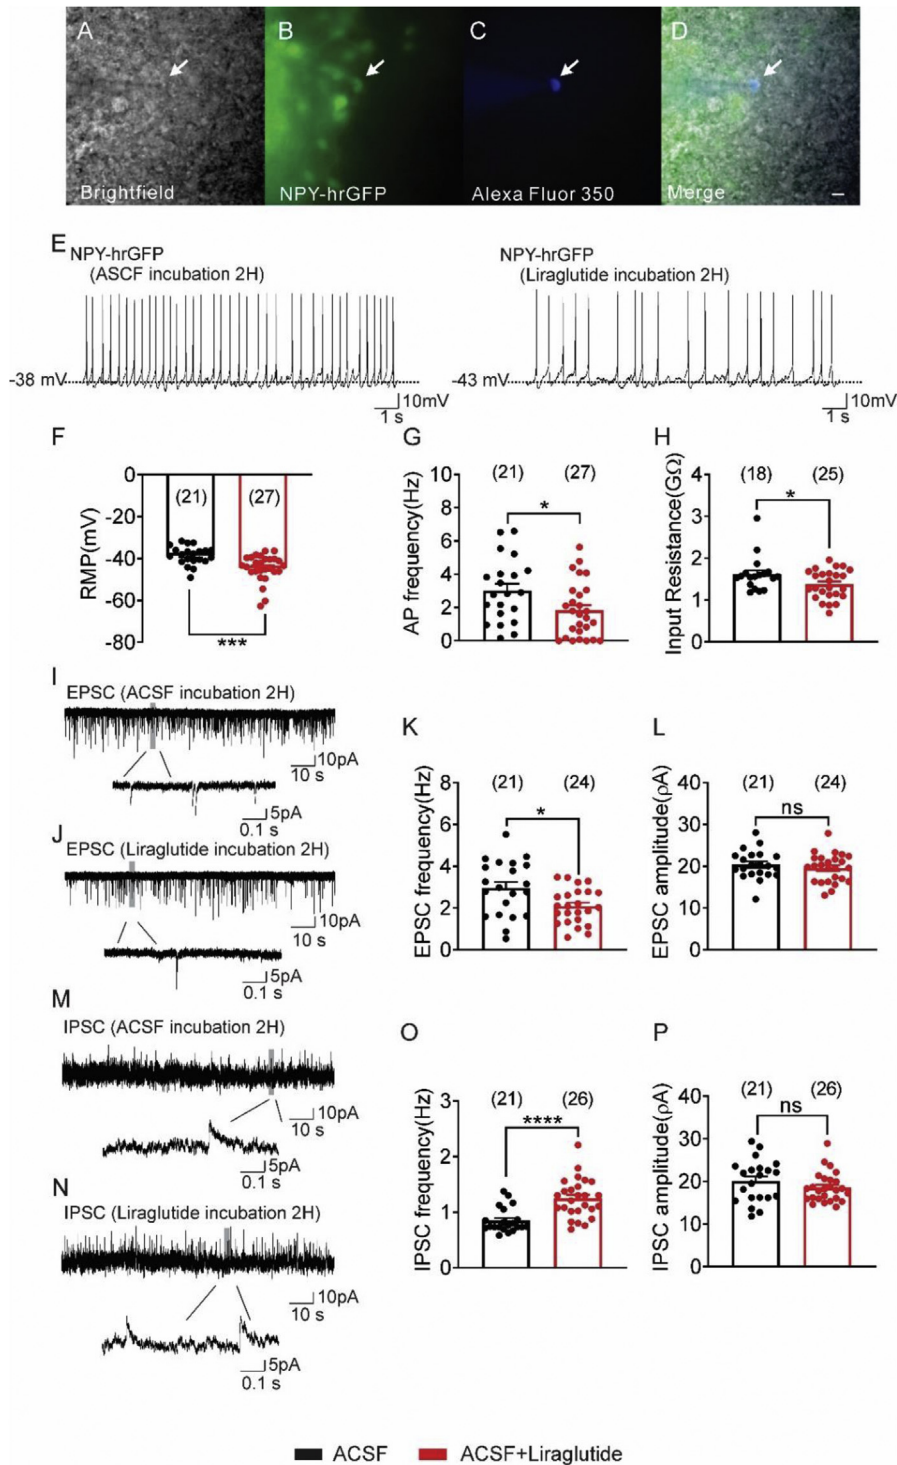 A
B
C
D
Brightfield
NPY-hrGFP
Alexa Fluor 350
Merge
E
NPY-hrGFP
(ASCF incubation 2H)
NPY-hrGFP
(Liraglutide incubation 2H)
-38 mV
10mV
1 s
-43 mV
10mV
1 s
F
RMP(mV)
0
-20
-40
-60
-80
(21)
(27)
***
G
AP frequency(Hz)
10
8
6
4
2
0
(21)
(27)
*
H
Input Resistance(GΩ)
4
3
2
1
0
(18)
(25)
*
I
EPSC (ACSF incubation 2H)
10pA
10 s
5pA
0.1 s
J
EPSC (Liraglutide incubation 2H)
10pA
10 s
5pA
0.1 s
K
EPSC frequency(Hz)
8
6
4
2
0
(21)
(24)
*
L
EPSC amplitude(ρA)
40
30
20
10
0
(21)
(24)
ns
M
IPSC (ACSF incubation 2H)
10pA
10 s
5pA
0.1 s
N
IPSC (Liraglutide incubation 2H)
10pA
10 s
5pA
0.1 s
O
IPSC frequency(Hz)
3
2
1
0
(21)
(26)
****
P
IPSC amplitude(ρA)
40
30
20
10
0
(21)
(26)
ns
ACSF
ACSF+Liraglutide